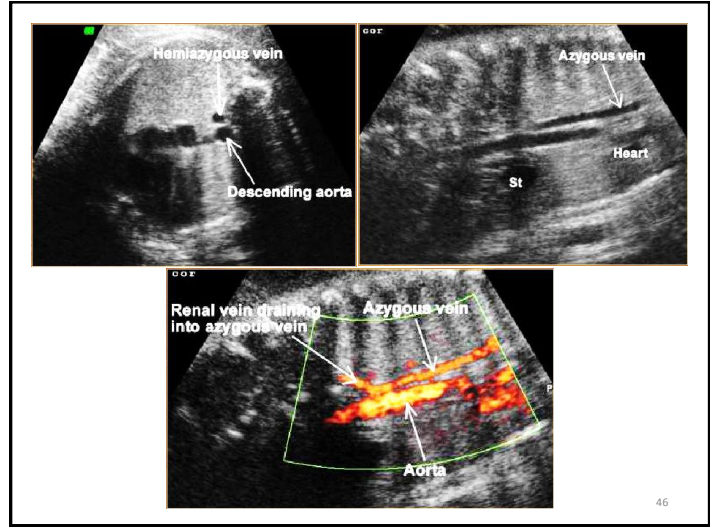 Hemiazygous vein
Descending aorta
cor
Azygous vein
Heart
St
cor
Renal vein draining
into azygous vein
Azygous vein
P
Aorta
46